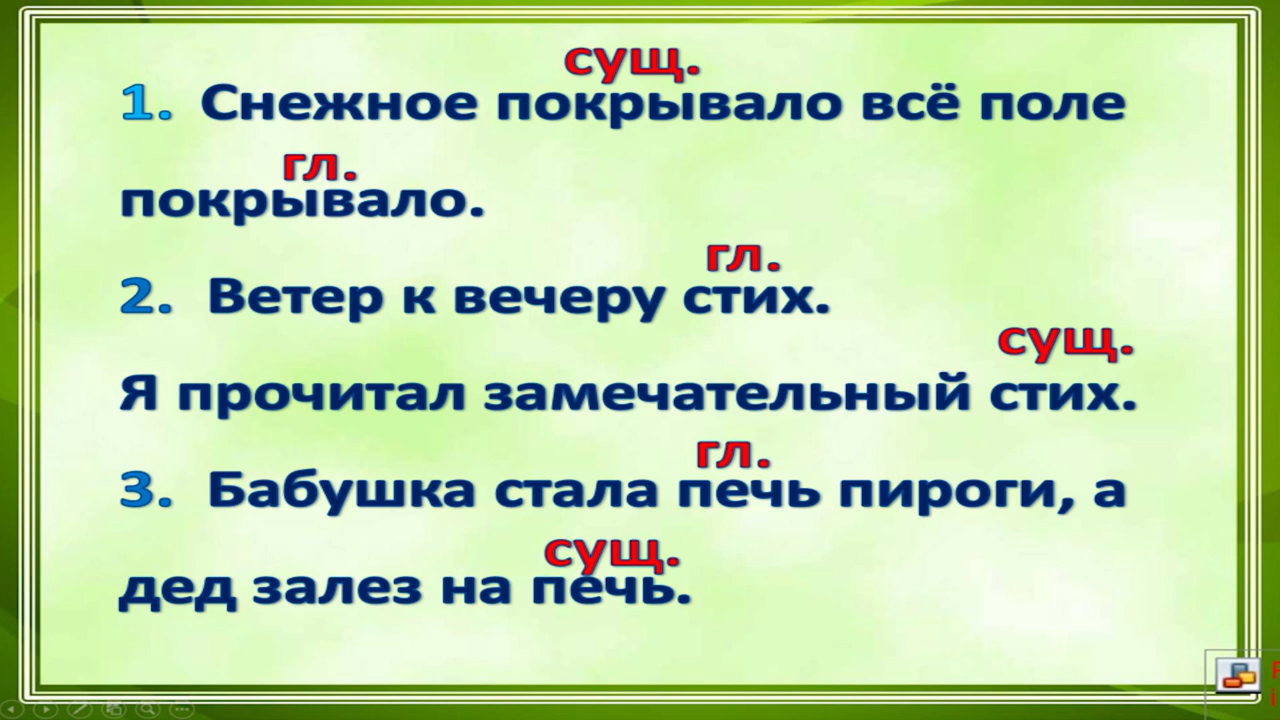 сущ.
1. Снежное покрывало всё поле
гл.
покрывало.
гл.
2. Ветер к вечеру стих.
сущ.
Я прочитал замечательный стих.
гл.
3. Бабушка стала печь пироги, а
сущ.
дед залез на печь.